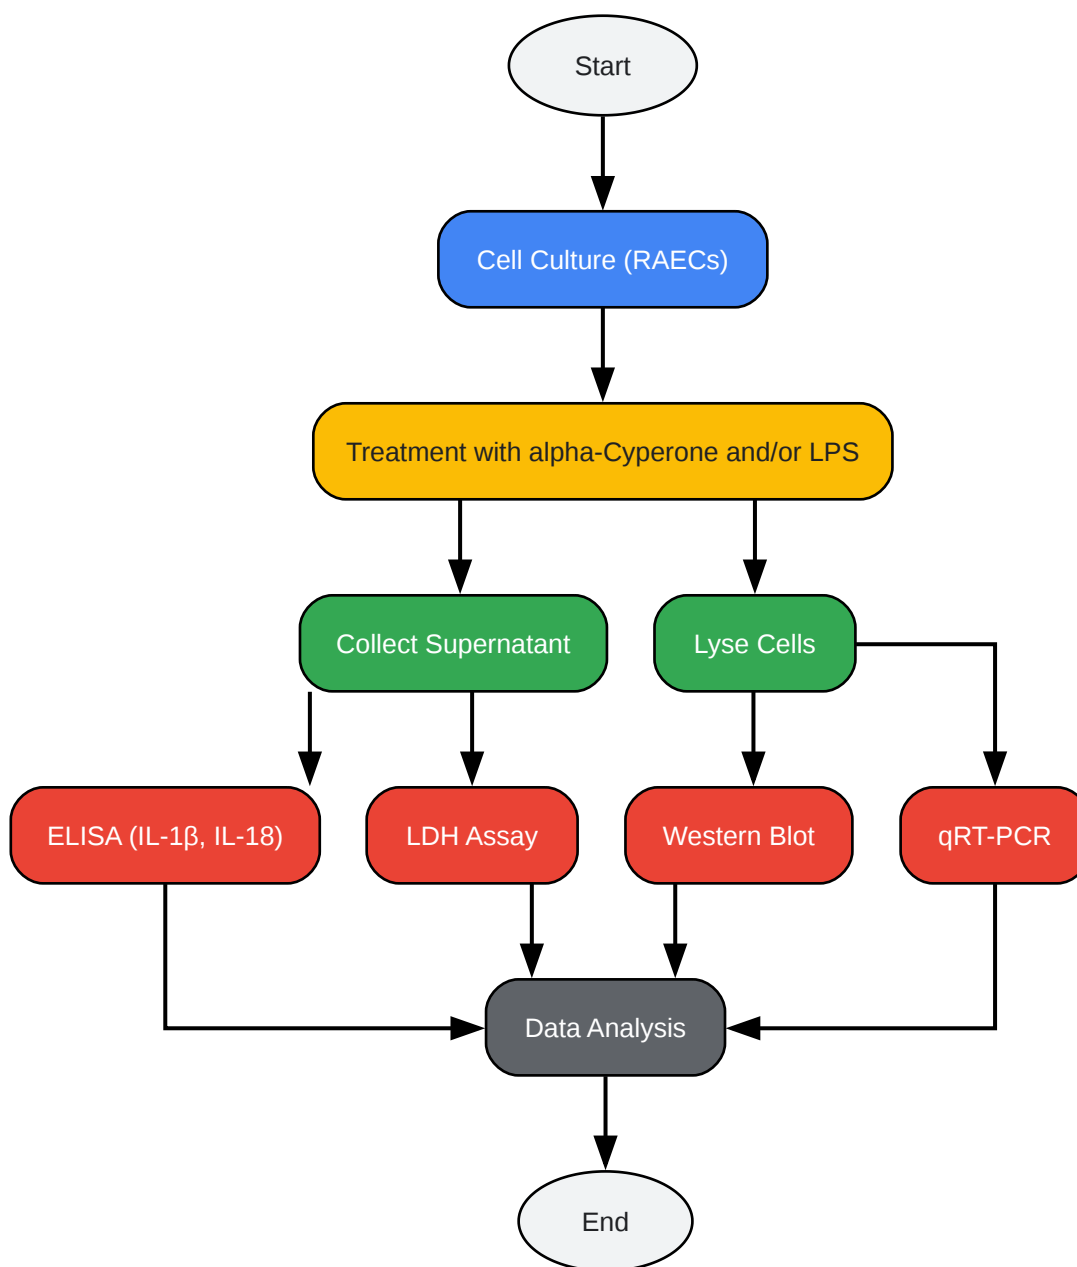 Start
Cell Culture (RAECs)
Treatment with alpha-Cyperone and/or LPS
Collect Supernatant
Lyse Cells
ELISA (IL-1β, IL-18)
LDH Assay
Western Blot
qRT-PCR
Data Analysis
End